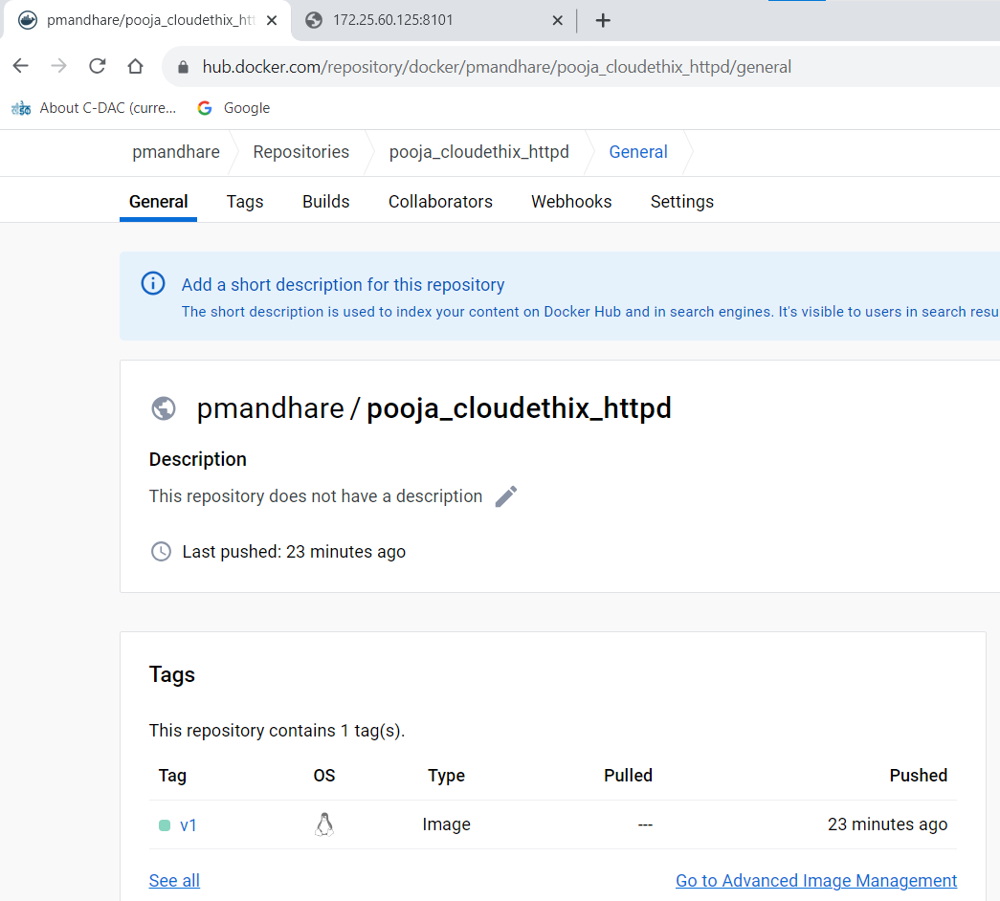 pmandhare/pooja_cloudethix_htt
172.25.60.125:8101
hub.docker.com/repository/docker/pmandhare/pooja_cloudethix_httpd/general
About C-DAC (curre...
Google
pmandhare
Repositories
pooja_cloudethix_httpd
General
General
Tags
Builds
Collaborators
Webhooks
Settings
Add a short description for this repository
The short description is used to index your content on Docker Hub and in search engines. It's visible to users in search resu
pmandhare / pooja_cloudethix_httpd
Description
This repository does not have a description
Last pushed: 23 minutes ago
Tags
This repository contains 1 tag(s).
Tag OS Type Pulled Pushed
v1 Image --- 23 minutes ago
See all
Go to Advanced Image Management